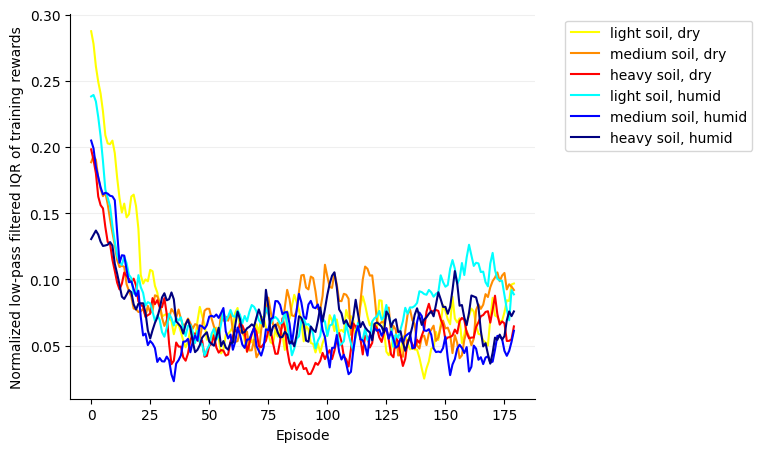 Normalized low-pass filtered IQR of training rewards
0.30
0.25
0.20
0.15
0.10
0.05
0
25
50
75
100
125
150
175
Episode
light soil, dry
medium soil, dry
heavy soil, dry
light soil, humid
medium soil, humid
heavy soil, humid